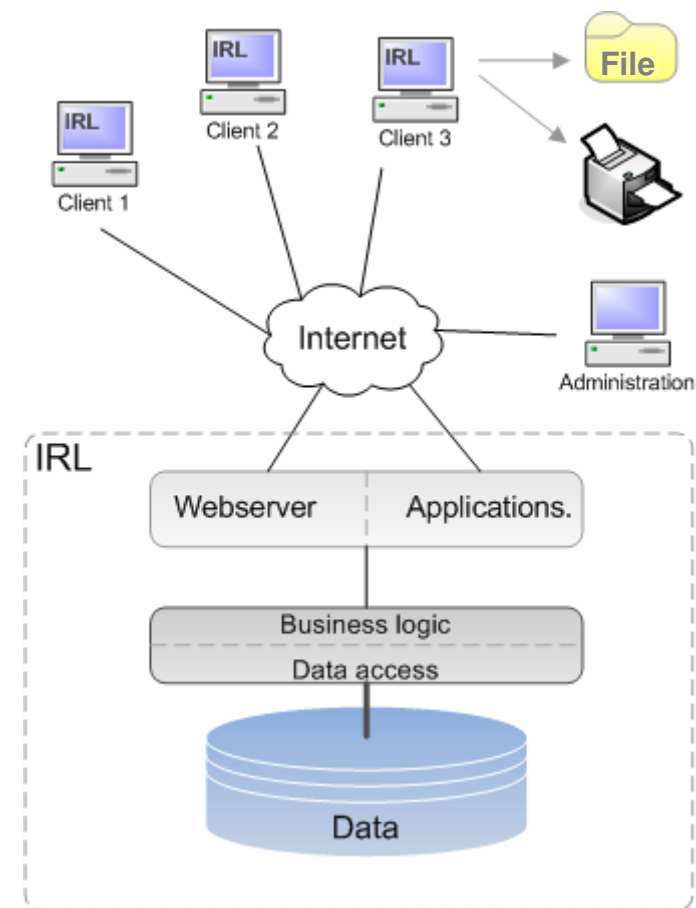 IRL
Client 1
IRL
Client 2
IRL
Client 3
File
Internet
Administration
IRL
Webserver
Applications.
Business logic
Data access
Data